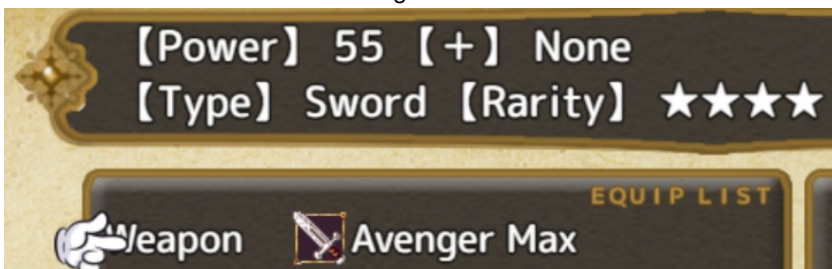 【Power】 55 【+】 None
【Type】 Sword 【Rarity】 ★★★★
EQUIP LIST
Weapon Avenger Max